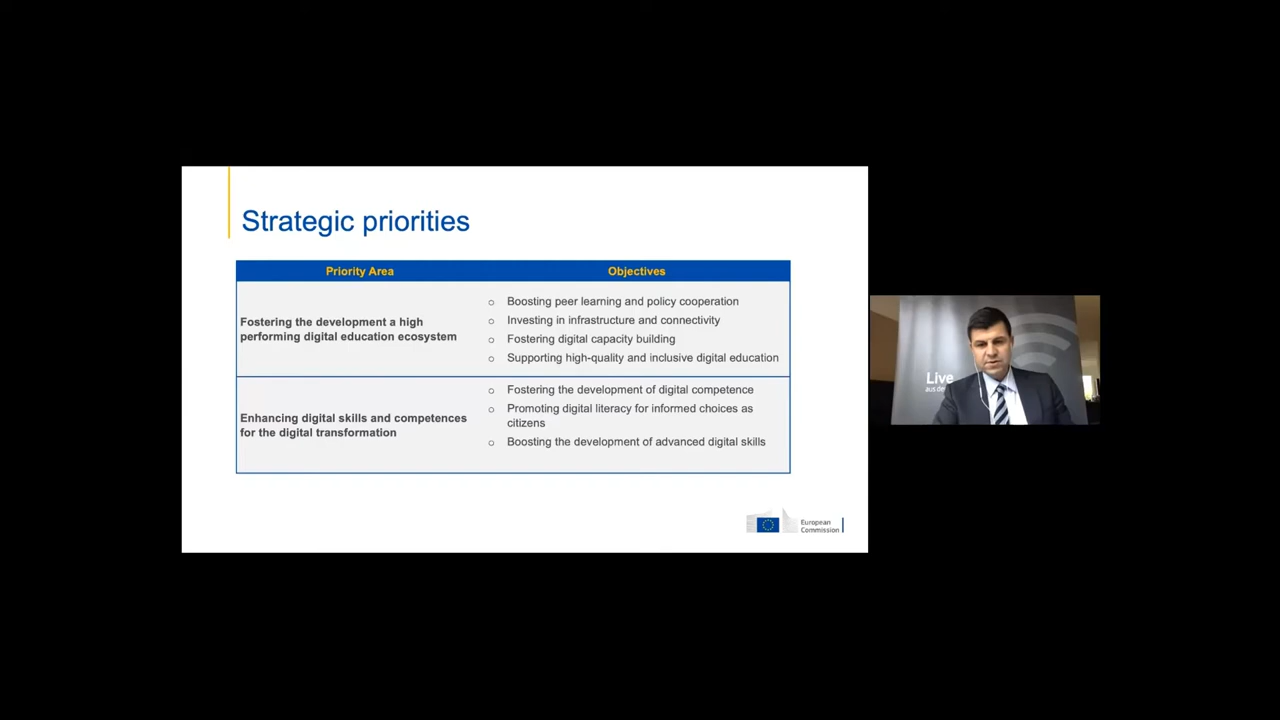 Strategic priorities
Priority Area
Objectives
Fostering the development a high
performing digital education ecosystem
Boosting peer learning and policy cooperation
Investing in infrastructure and connectivity
Fostering digital capacity building
Supporting high-quality and inclusive digital education
Enhancing digital skills and competences
for the digital transformation
Fostering the development of digital competence
Promoting digital literacy for informed choices as
citizens
Boosting the development of advanced digital skills
European
Commission
Live
aus de